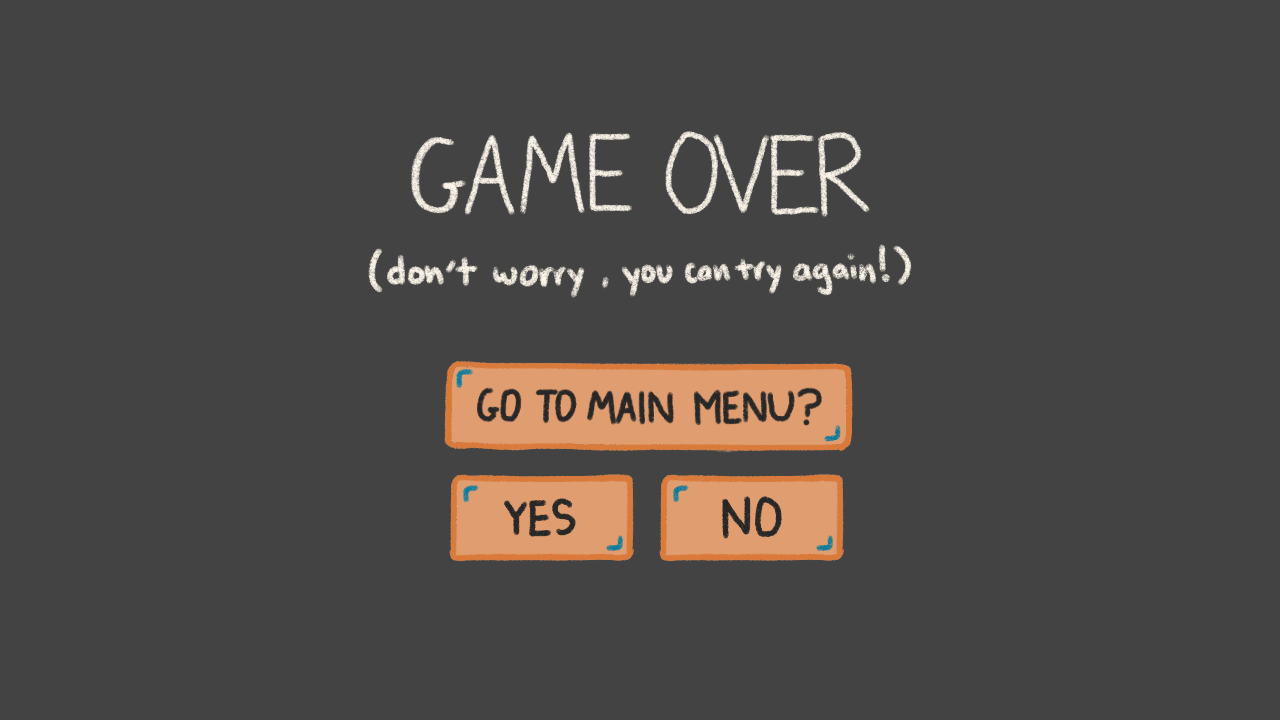 GAME OVER
(don't worry , you can try again!)
GO TO MAIN MENU?
YES NO